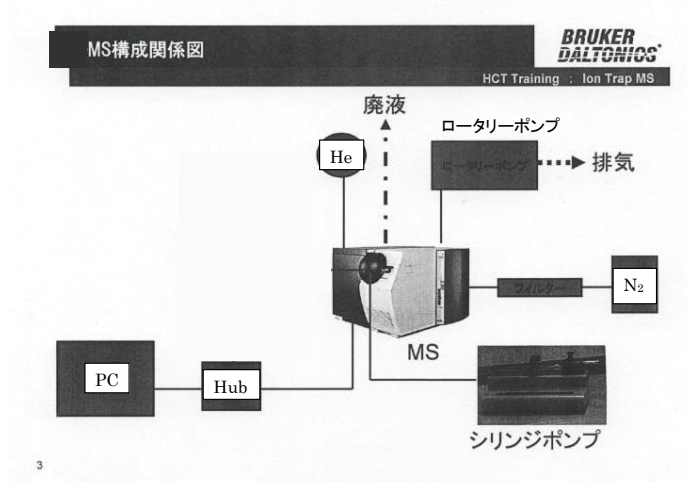 MS構成関係図
BRUKER
DALTONICS
HCT Training : Ion Trap MS
廃液
ロータリーポンプ
He
ロータリーポンプ
排気
フィルター
N₂
MS
PC
Hub
シリンジポンプ
3